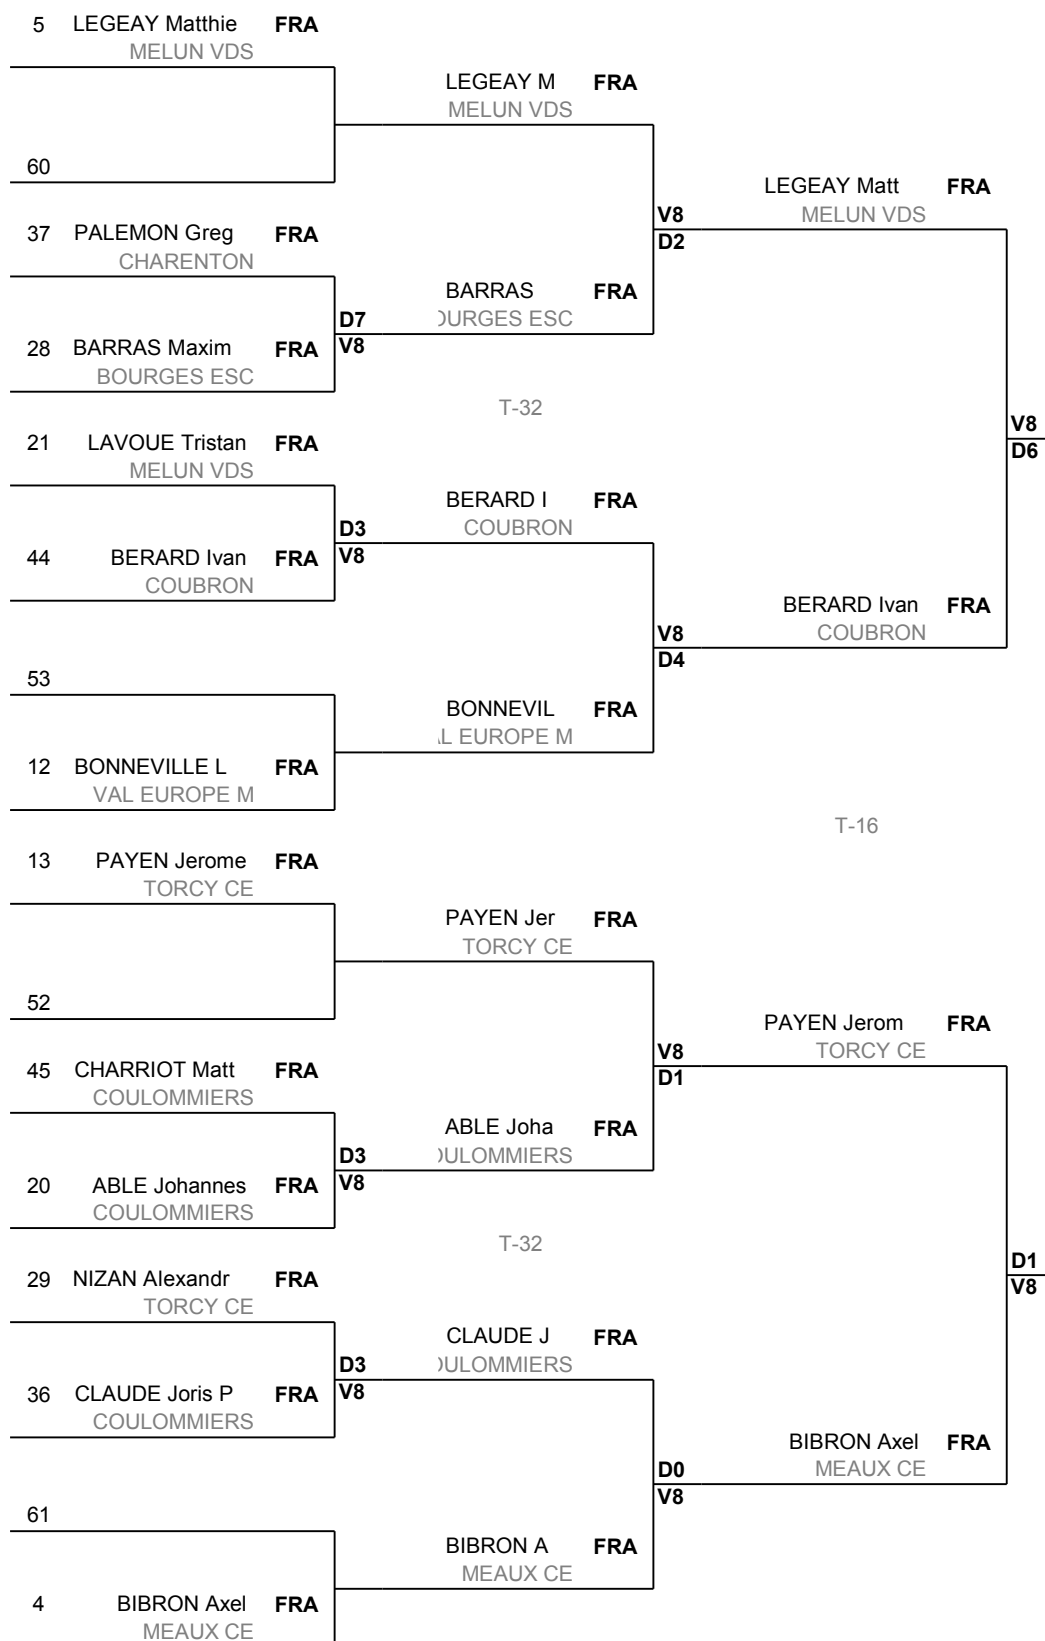 5 LEGEAY Matthie FRA
MELUN VDS
LEGEAY M FRA
MELUN VDS
60
LEGEAY Matt FRA
V8 MELUN VDS
D2
37 PALEMON Greg FRA
CHARENTON
BARRAS FRA
D7 OURGES ESC
V8
28 BARRAS Maxim FRA
BOURGES ESC
T-32
V8
D6
21 LAVOUE Tristan FRA
MELUN VDS
BERARD I FRA
D3 COUBRON
V8
44 BERARD Ivan FRA
COUBRON
BERARD Ivan FRA
V8 COUBRON
D4
53
BONNEVIL FRA
AL EUROPE M
12 BONNEVILLE L FRA
VAL EUROPE M
T-16
13 PAYEN Jerome FRA
TORCY CE
PAYEN Jer FRA
TORCY CE
52
PAYEN Jerom FRA
V8 TORCY CE
D1
45 CHARRIOT Matt FRA
COULOMMIERS
ABLE Joha FRA
D3 OULOMMIERS
V8
20 ABLE Johannes FRA
COULOMMIERS
T-32
D1
V8
29 NIZAN Alexandr FRA
TORCY CE
CLAUDE J FRA
D3 OULOMMIERS
V8
36 CLAUDE Joris P FRA
COULOMMIERS
BIBRON Axel FRA
D0 MEAUX CE
V8
61
BIBRON A FRA
MEAUX CE
4 BIBRON Axel FRA
MEAUX CE